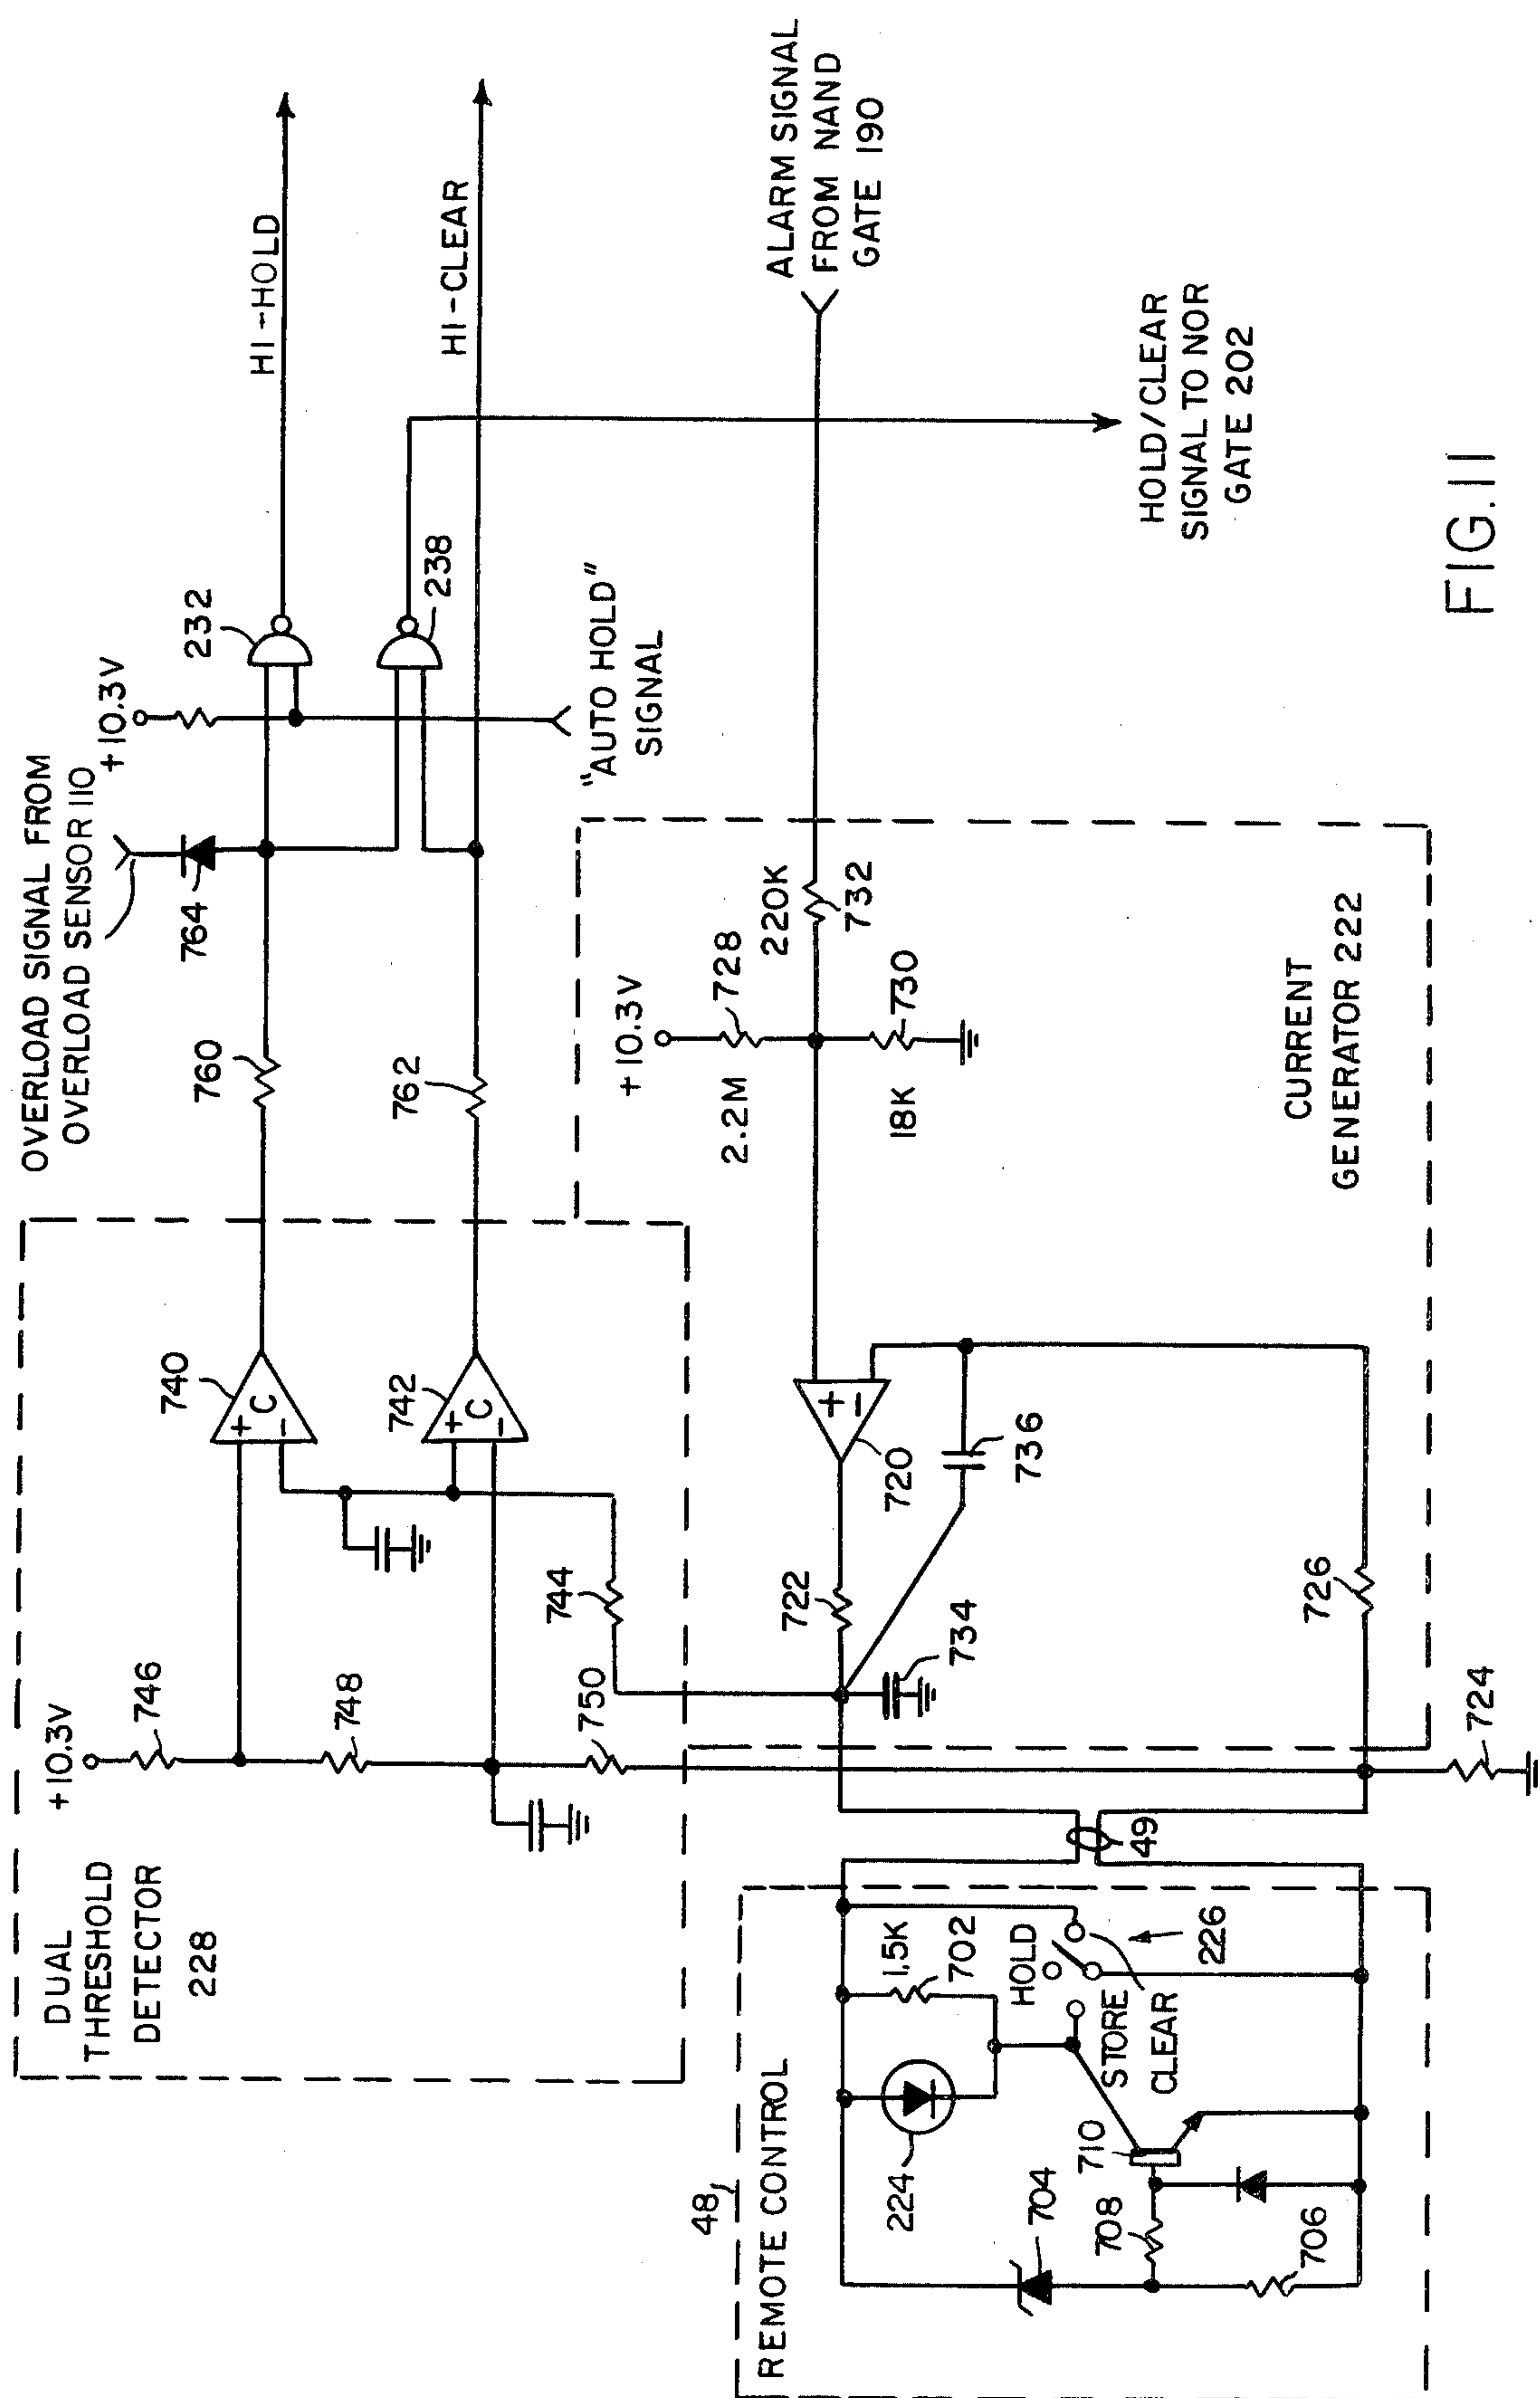 OVERLOAD SIGNAL FROM
OVERLOAD SENSOR 110
+10.3V
232
HI-HOLD
764
760
238
HI-CLEAR
762
"AUTO HOLD"
SIGNAL
DUAL
THRESHOLD
DETECTOR
228
+10.3V
746
748
750
740
+
C
-
742
+
C
-
744
ALARM SIGNAL
FROM NAND
GATE 190
HOLD/CLEAR
SIGNAL TO NOR
GATE 202
+10.3V
728
2.2M
220K
732
730
18K
CURRENT
GENERATOR 222
+
-
720
722
736
734
726
724
49
48
REMOTE CONTROL
224
1.5K
702
HOLD
STORE
CLEAR
226
704
708
710
706
FIG. 11